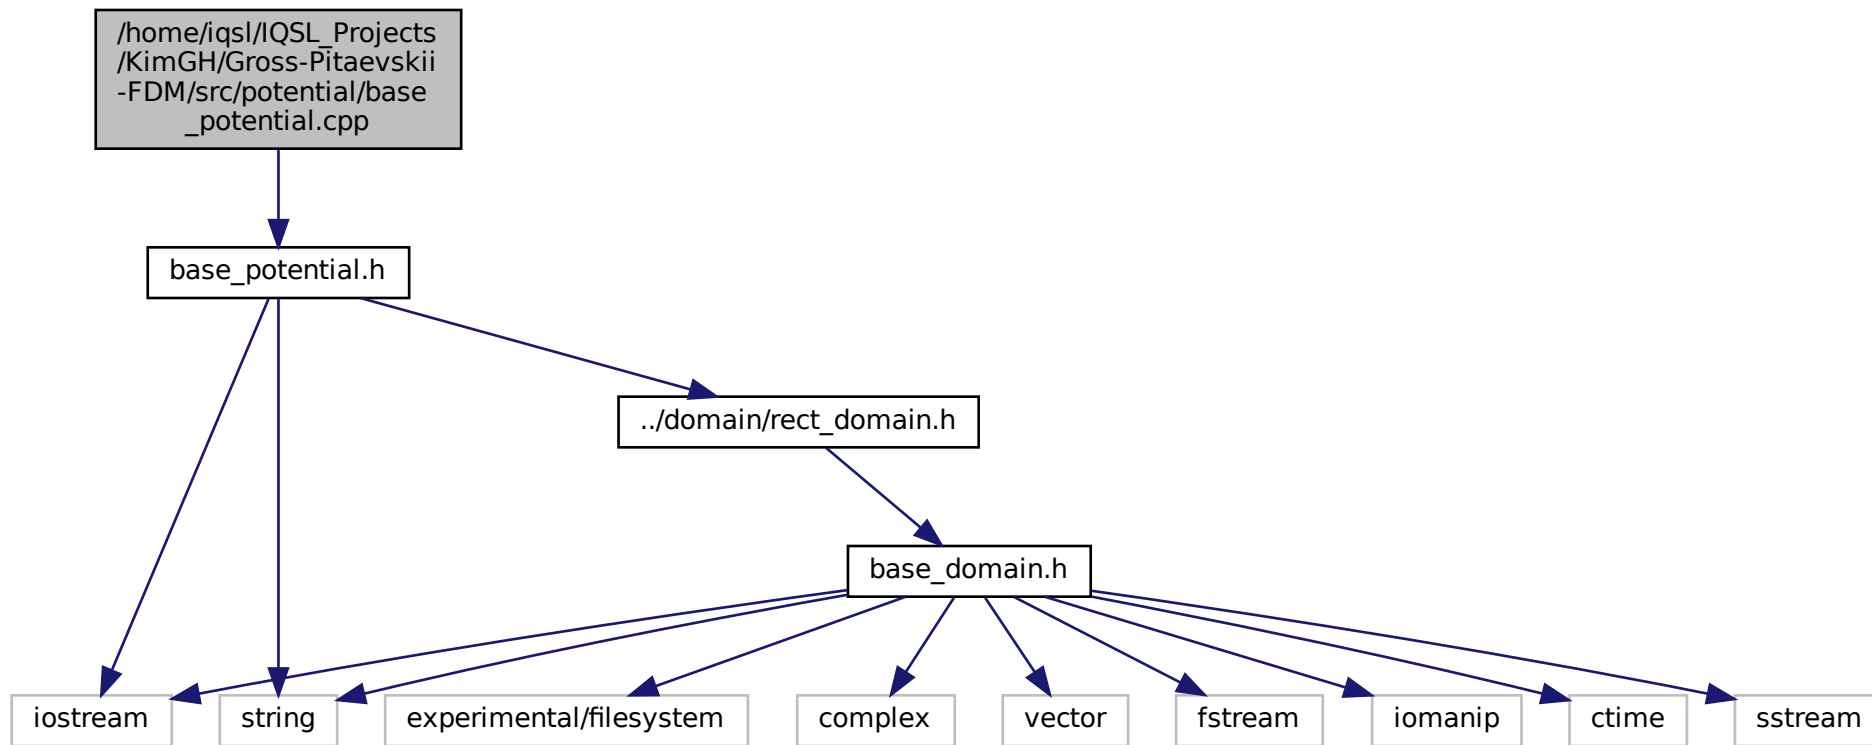 /home/iqsl/IQSL_Projects
/KimGH/Gross-Pitaevskii
-FDM/src/potential/base
_potential.cpp
base_potential.h
../domain/rect_domain.h
base_domain.h
iostream
string
experimental/filesystem
complex
vector
fstream
iomanip
ctime
sstream